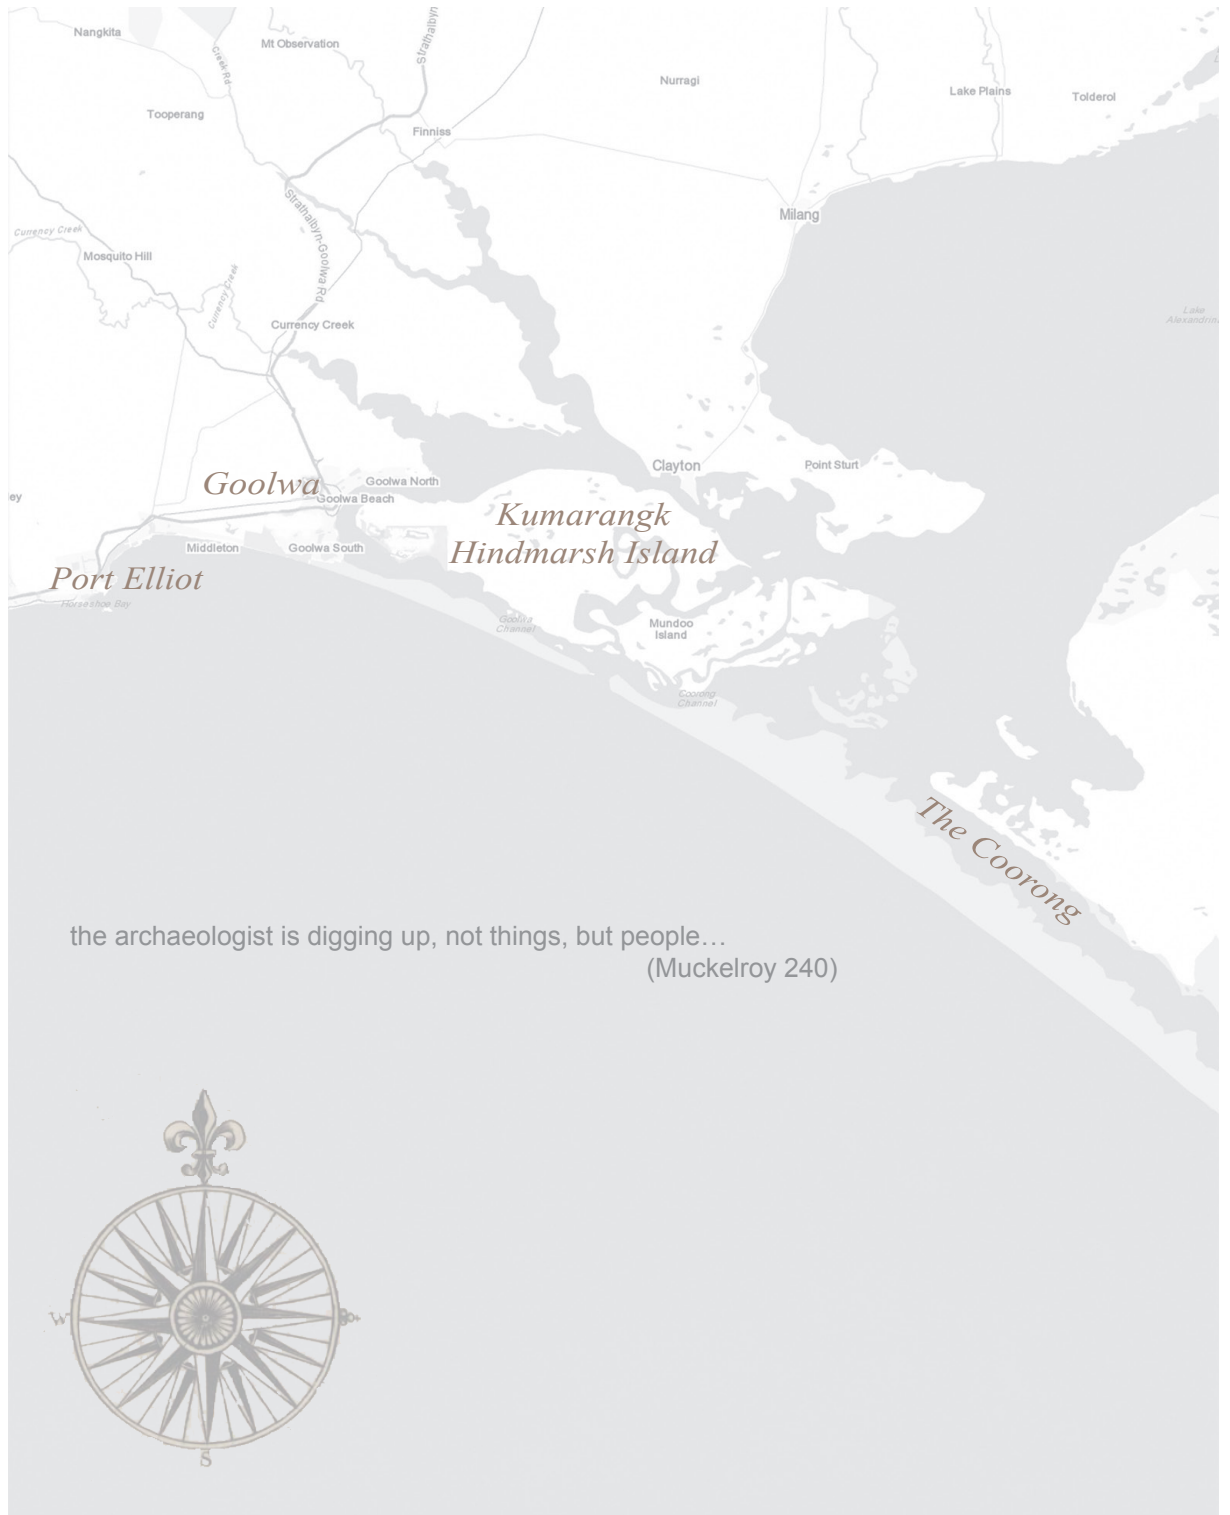 Nangkita
Mt Observation
Strathalbyn
Creek Rd
Nurragi
Lake Plains
Tolderol
Tooperang
Finniss
Milang
Strathalbyn-Goolwa Rd
Currency Creek
Mosquito Hill
Currency Creek
Currency Creek
Lake
Alexandrina
Clayton
Point Sturt
Goolwa
Goolwa North
Goolwa Beach
ey
Kumarangk
Hindmarsh Island
Middleton
Goolwa South
Port Elliot
Horseshoe Bay
Goolwa
Channel
Mundoo
Island
Coorong
Channel
The Coorong
the archaeologist is digging up, not things, but people…
(Muckelroy 240)
W
S